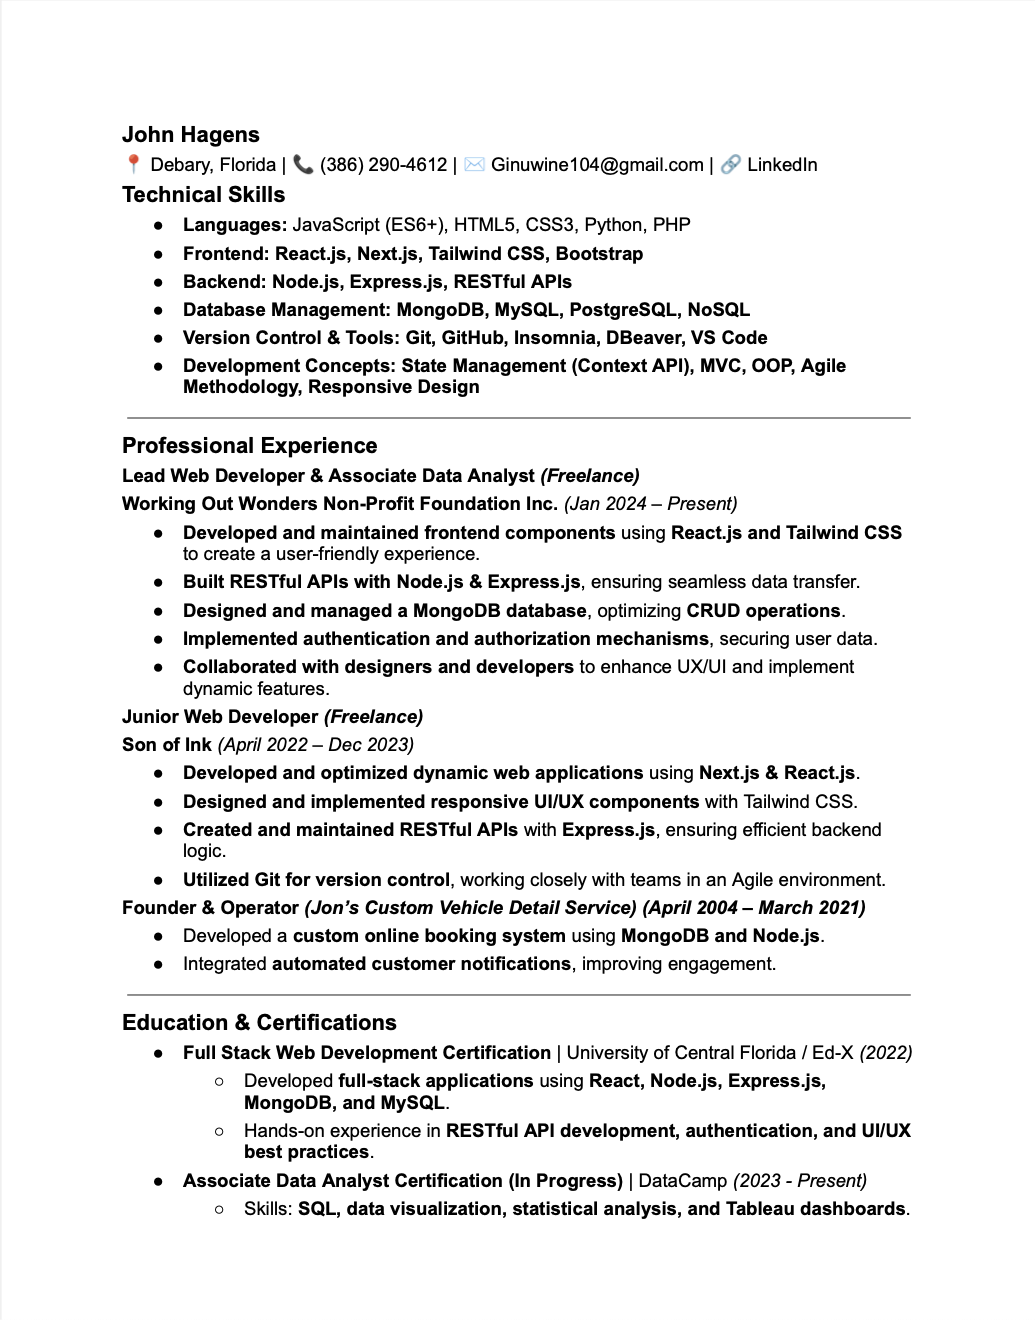 John Hagens
📍 Debary, Florida | 📞 (386) 290-4612 | ✉️ Ginuwine104@gmail.com | 🔗 LinkedIn
Technical Skills
● Languages: JavaScript (ES6+), HTML5, CSS3, Python, PHP
● Frontend: React.js, Next.js, Tailwind CSS, Bootstrap
● Backend: Node.js, Express.js, RESTful APIs
● Database Management: MongoDB, MySQL, PostgreSQL, NoSQL
● Version Control & Tools: Git, GitHub, Insomnia, DBeaver, VS Code
● Development Concepts: State Management (Context API), MVC, OOP, Agile
Methodology, Responsive Design
Professional Experience
Lead Web Developer & Associate Data Analyst (Freelance)
Working Out Wonders Non-Profit Foundation Inc. (Jan 2024 – Present)
● Developed and maintained frontend components using React.js and Tailwind CSS
to create a user-friendly experience.
● Built RESTful APIs with Node.js & Express.js, ensuring seamless data transfer.
● Designed and managed a MongoDB database, optimizing CRUD operations.
● Implemented authentication and authorization mechanisms, securing user data.
● Collaborated with designers and developers to enhance UX/UI and implement
dynamic features.
Junior Web Developer (Freelance)
Son of Ink (April 2022 – Dec 2023)
● Developed and optimized dynamic web applications using Next.js & React.js.
● Designed and implemented responsive UI/UX components with Tailwind CSS.
● Created and maintained RESTful APIs with Express.js, ensuring efficient backend
logic.
● Utilized Git for version control, working closely with teams in an Agile environment.
Founder & Operator (Jon’s Custom Vehicle Detail Service) (April 2004 – March 2021)
● Developed a custom online booking system using MongoDB and Node.js.
● Integrated automated customer notifications, improving engagement.
Education & Certifications
● Full Stack Web Development Certification | University of Central Florida / Ed-X (2022)
○ Developed full-stack applications using React, Node.js, Express.js,
MongoDB, and MySQL.
○ Hands-on experience in RESTful API development, authentication, and UI/UX
best practices.
● Associate Data Analyst Certification (In Progress) | DataCamp (2023 - Present)
○ Skills: SQL, data visualization, statistical analysis, and Tableau dashboards.